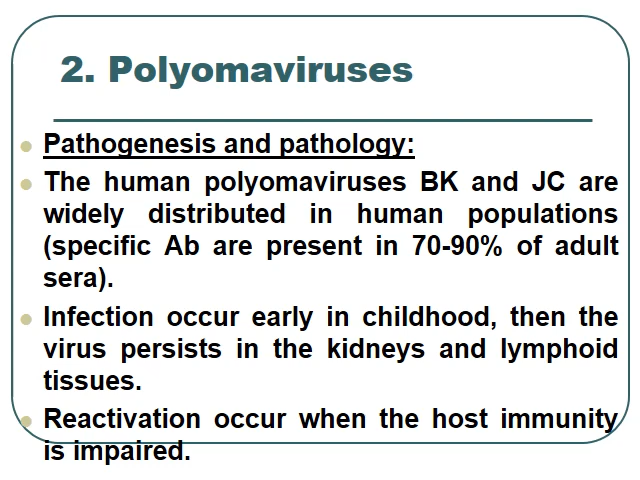 2. Polyomaviruses
Pathogenesis and pathology:
The human polyomaviruses BK and JC are
widely distributed in human populations
(specific Ab are present in 70-90% of adult
sera).
Infection occur early in childhood, then the
virus persists in the kidneys and lymphoid
tissues.
Reactivation occur when the host immunity
is impaired.